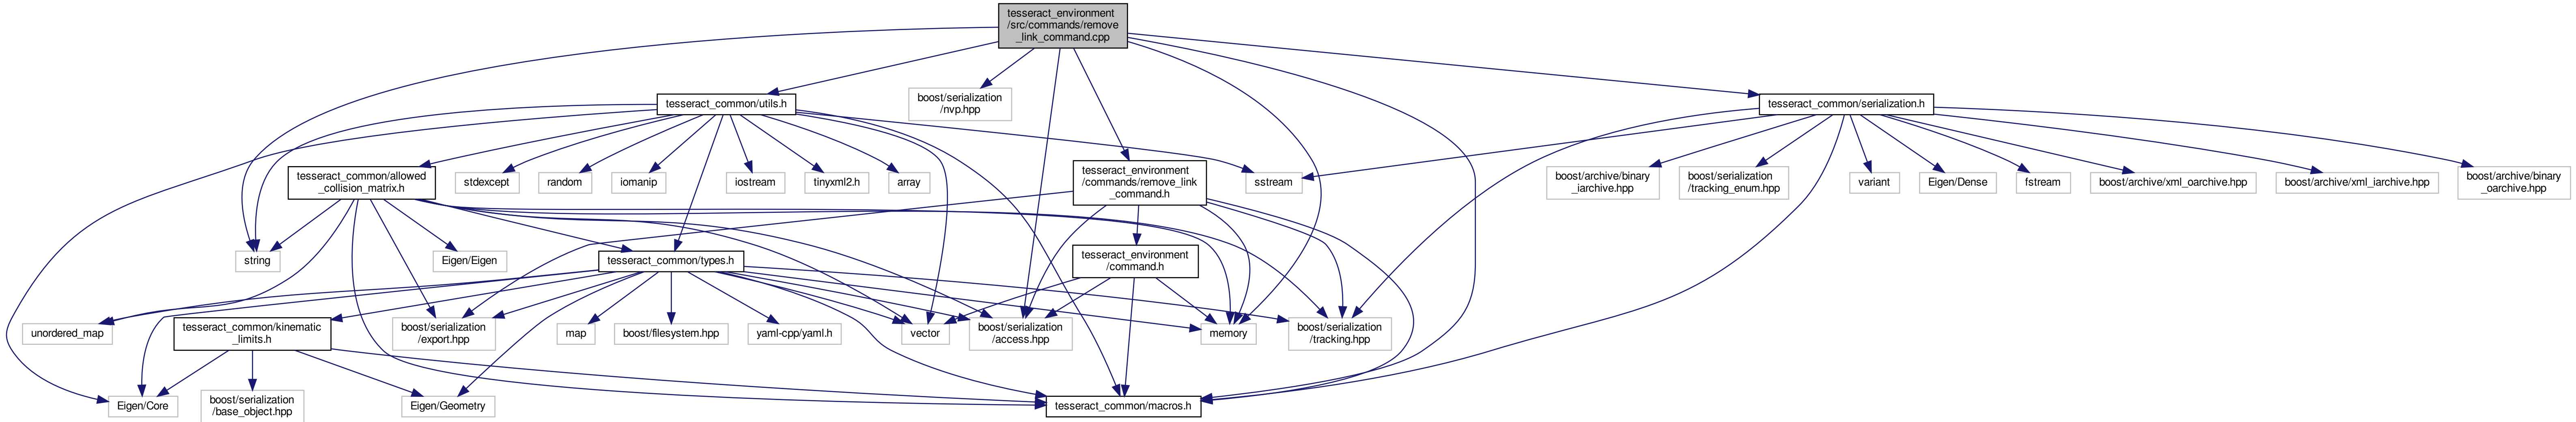 tesseract_environment
/src/commands/remove
_link_command.cpp
tesseract_common/utils.h
boost/serialization
/nvp.hpp
tesseract_common/serialization.h
tesseract_common/allowed
_collision_matrix.h
stdexcept
random
iomanip
iostream
tinyxml2.h
array
tesseract_environment
/commands/remove_link
_command.h
sstream
boost/archive/binary
_iarchive.hpp
boost/serialization
/tracking_enum.hpp
variant
Eigen/Dense
fstream
boost/archive/xml_oarchive.hpp
boost/archive/xml_iarchive.hpp
boost/archive/binary
_oarchive.hpp
string
Eigen/Eigen
tesseract_common/types.h
tesseract_environment
/command.h
unordered_map
tesseract_common/kinematic
_limits.h
boost/serialization
/export.hpp
map
boost/filesystem.hpp
yaml-cpp/yaml.h
vector
boost/serialization
/access.hpp
memory
boost/serialization
/tracking.hpp
Eigen/Core
boost/serialization
/base_object.hpp
Eigen/Geometry
tesseract_common/macros.h